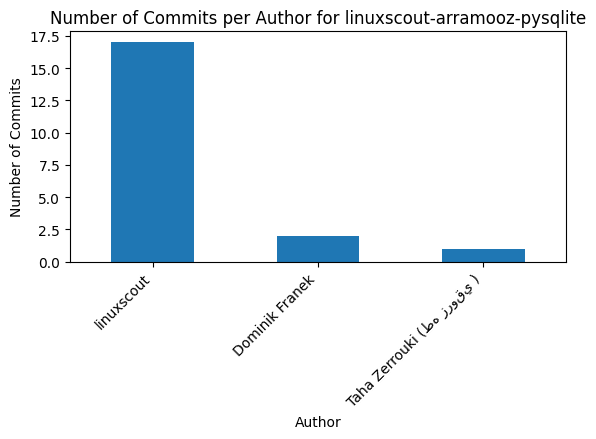 Number of Commits per Author for linuxscout-arramooz-pysqlite
Number of Commits
17.5
15.0
12.5
10.0
7.5
5.0
2.5
0.0
linuxscout
Dominik Franek
Taha Zerrouki (طه زروقي )
Author